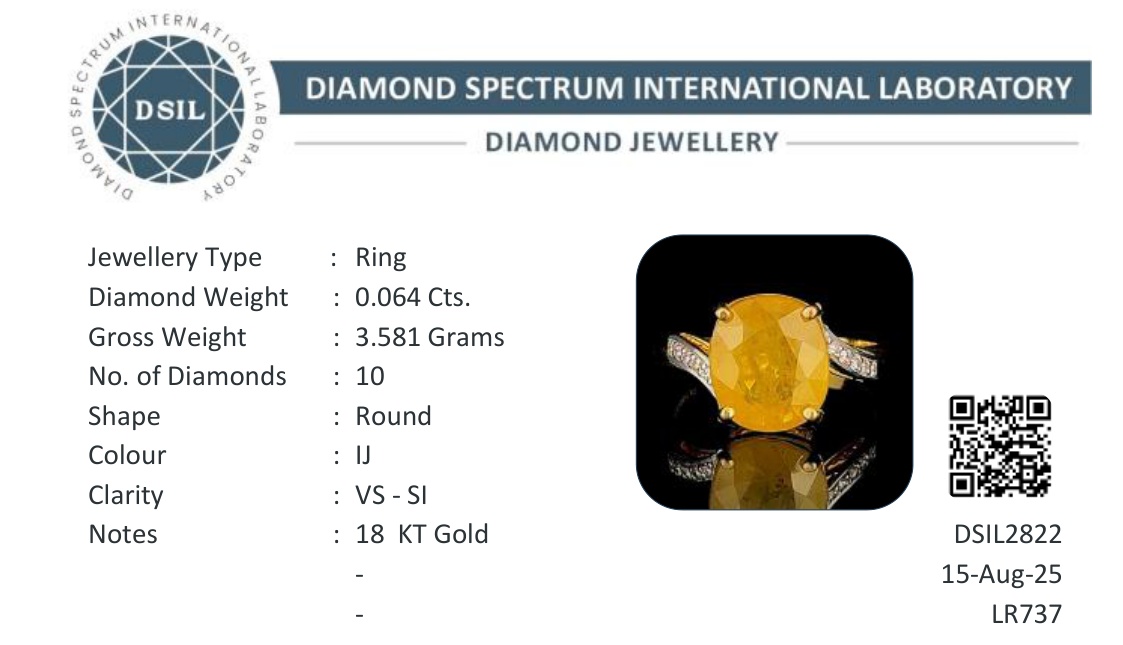 DIAMOND SPECTRUM INTERNATIONAL LABORATORY
DSIL
DIAMOND SPECTRUM INTERNATIONAL LABORATORY
DIAMOND JEWELLERY
Jewellery Type : Ring
Diamond Weight : 0.064 Cts.
Gross Weight : 3.581 Grams
No. of Diamonds : 10
Shape : Round
Colour : IJ
Clarity : VS - SI
Notes : 18 KT Gold
-
-
DSIL2822
15-Aug-25
LR737